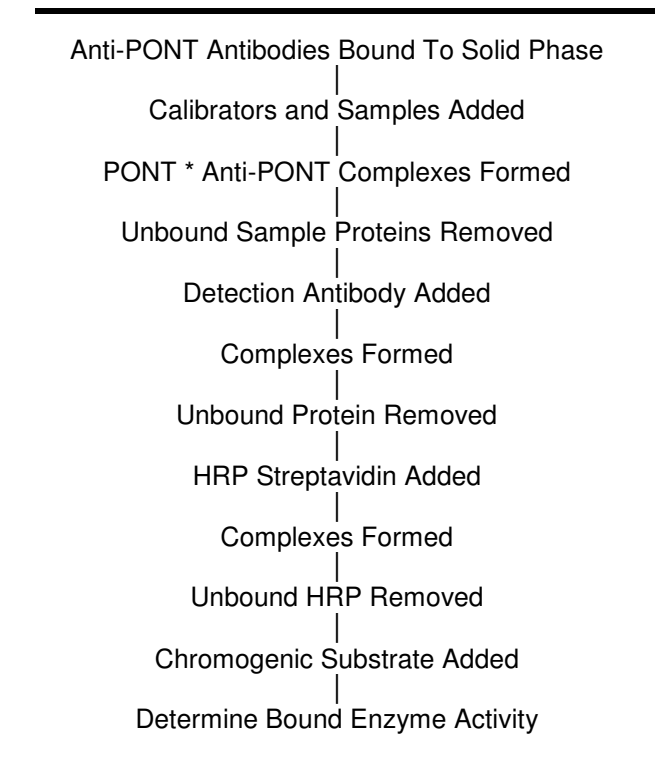 Anti-PONT Antibodies Bound To Solid Phase
Calibrators and Samples Added
PONT * Anti-PONT Complexes Formed
Unbound Sample Proteins Removed
Detection Antibody Added
Complexes Formed
Unbound Protein Removed
HRP Streptavidin Added
Complexes Formed
Unbound HRP Removed
Chromogenic Substrate Added
Determine Bound Enzyme Activity